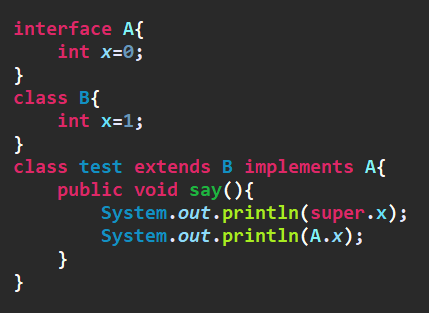 interface A{
    int x=0;
}
class B{
    int x=1;
}
class test extends B implements A{
    public void say(){
        System.out.println(super.x);
        System.out.println(A.x);
    }
}